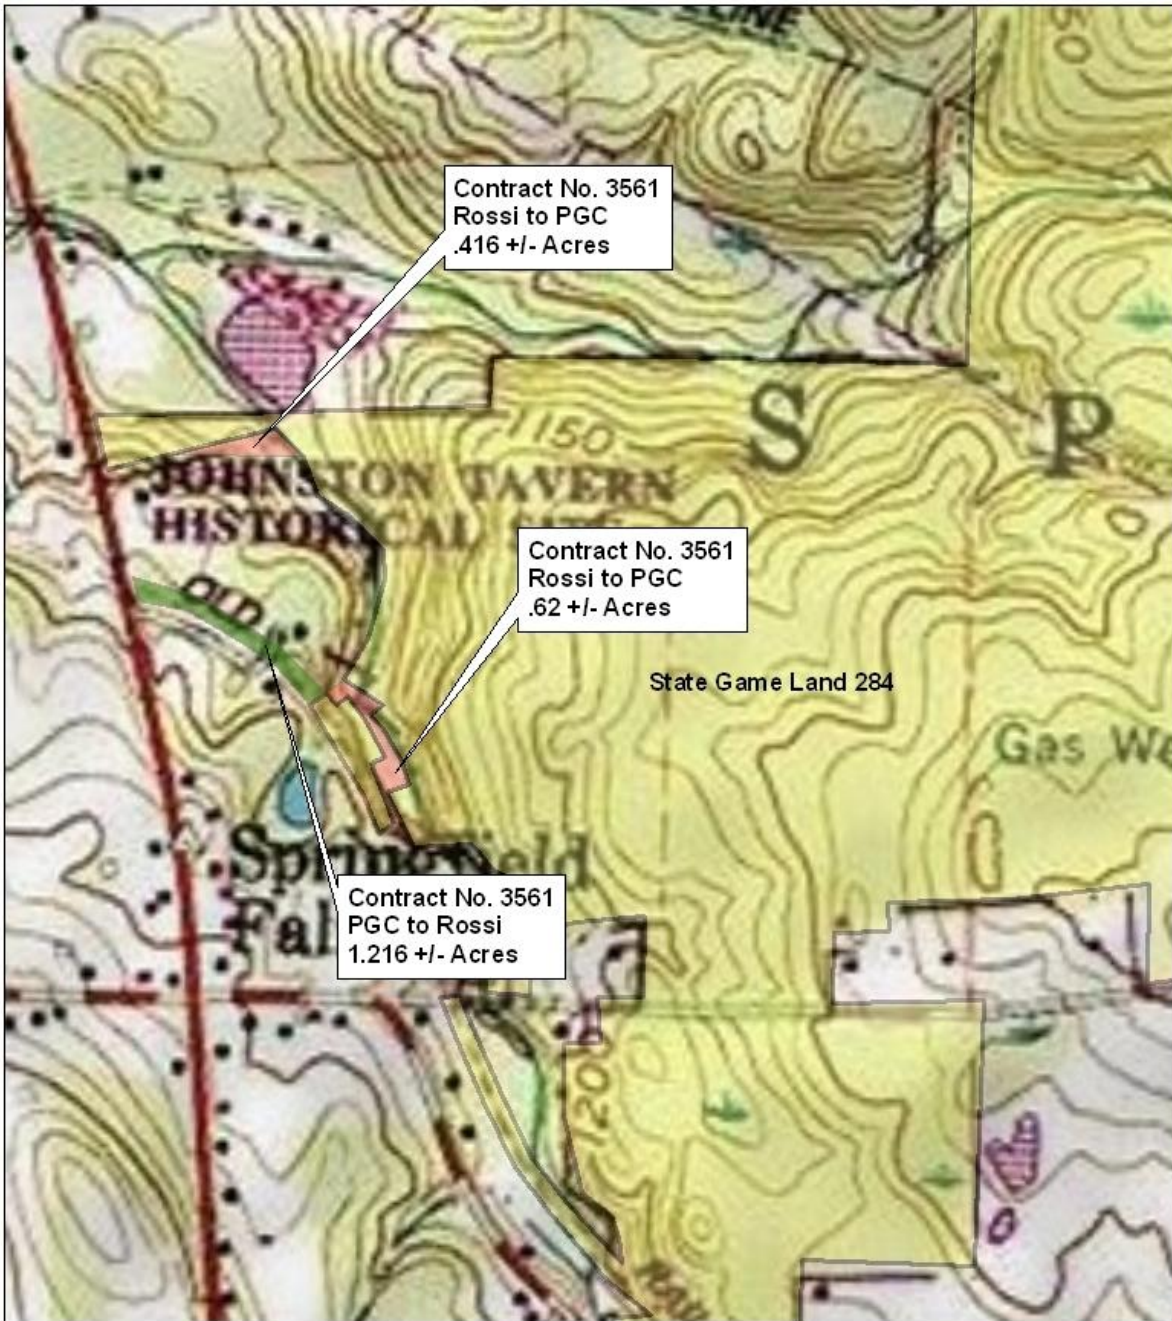 LINE
Contract No. 3561
Rossi to PGC
.416 +/- Acres
S P
1150
JOHNSTON TAVERN
HISTORICAL SITE
Contract No. 3561
Rossi to PGC
.62 +/- Acres
OLD
State Game Land 284
Gas We
Springfield
Fal
Contract No. 3561
PGC to Rossi
1.216 +/- Acres
1200